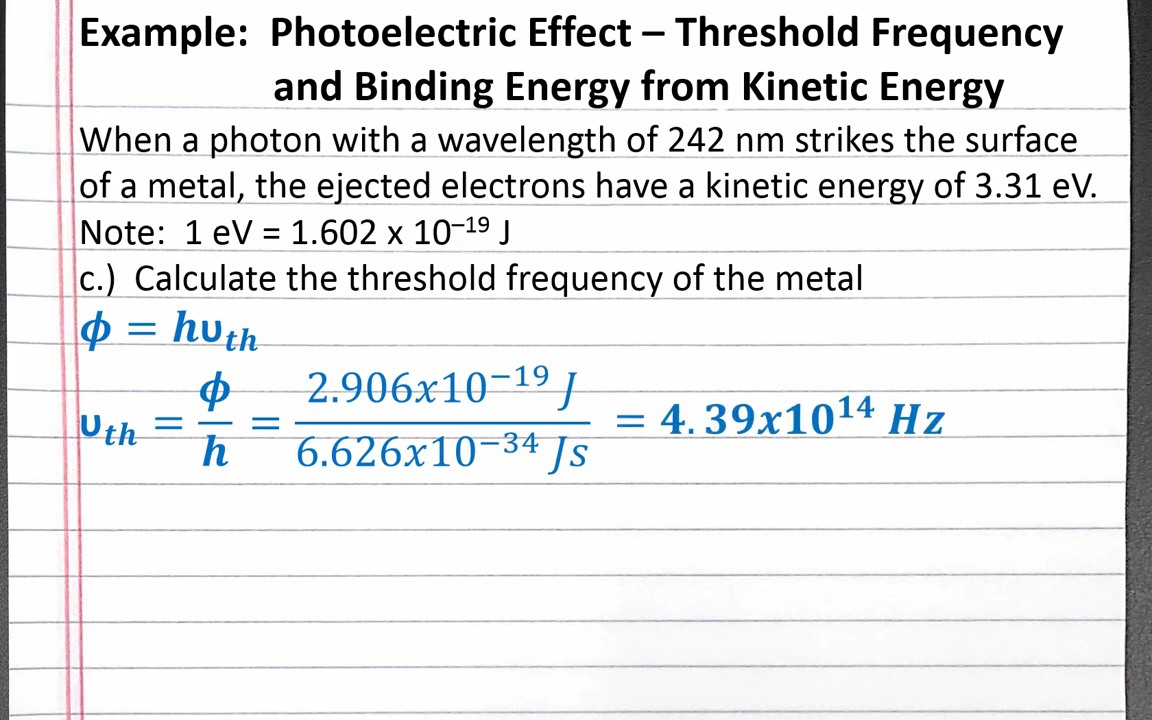 Example: Photoelectric Effect – Threshold Frequency
and Binding Energy from Kinetic Energy
When a photon with a wavelength of 242 nm strikes the surface
of a metal, the ejected electrons have a kinetic energy of 3.31 eV.
Note: 1 eV = 1.602 x 10⁻¹⁹ J
c.) Calculate the threshold frequency of the metal
ϕ = hυ_th
υ_th = ϕ/h = 2.906x10⁻¹⁹ J / 6.626x10⁻³⁴ Js = 4.39x10¹⁴ Hz